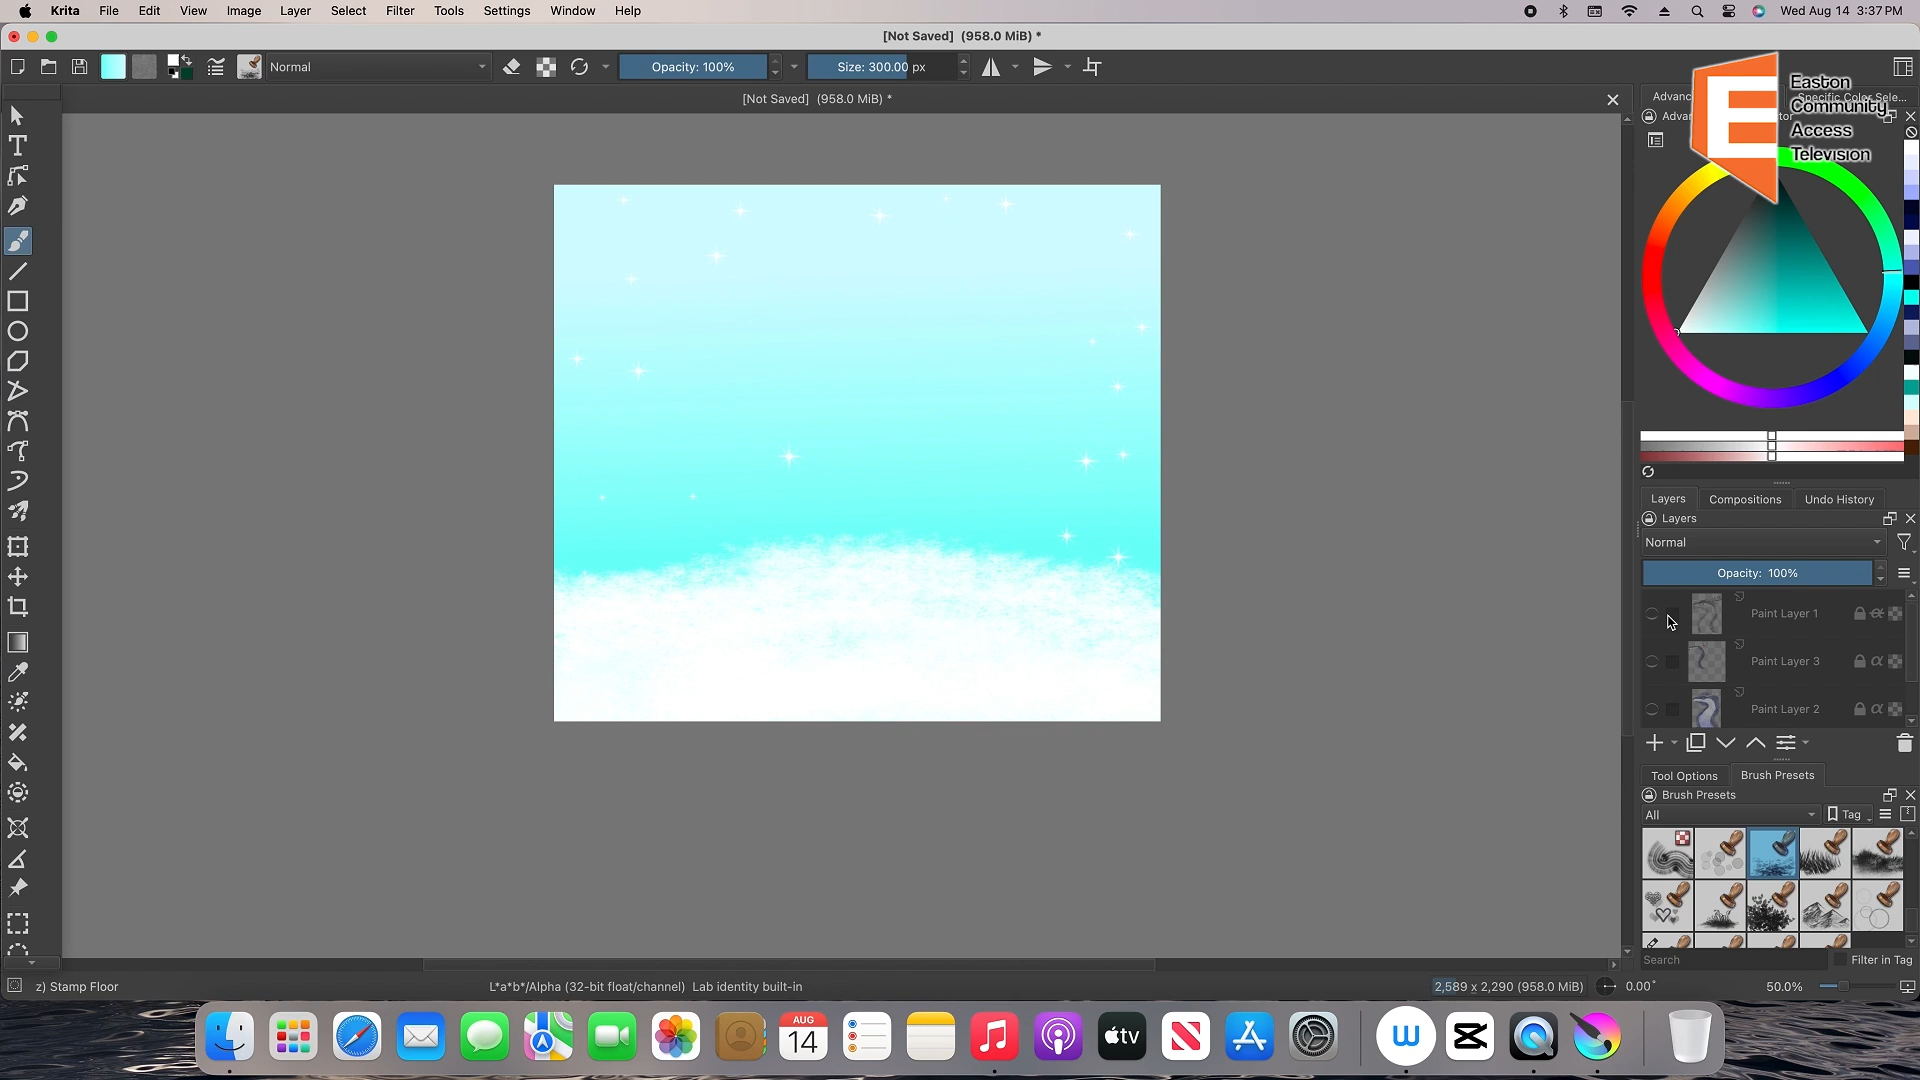 Krita File Edit View Image Layer Select Filter Tools Settings Window Help Wed Aug 14 3:37 PM
[Not Saved] (958.0 MiB) *
Normal Opacity: 100% Size: 300.00 px
[Not Saved] (958.0 MiB) *
Easton
Community
Access
Television
E
Specific Color Sele...
Layers Compositions Undo History
Layers
Normal
Opacity: 100%
Paint Layer 1
Paint Layer 3
Paint Layer 2
Tool Options Brush Presets
Brush Presets
All Tag
Search Filter in Tag
z) Stamp Floor L*a*b*/Alpha (32-bit float/channel) Lab identity built-in 2,589 x 2,290 (958.0 MiB) 0.00° 50.0%
AUG
14
tv